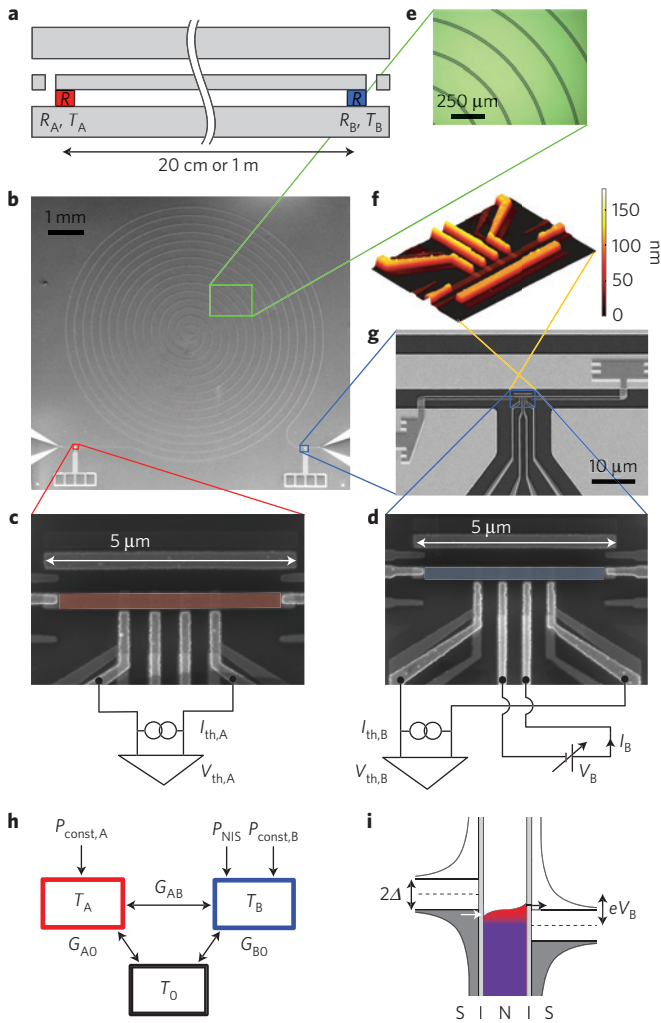 a
R
R
R_A, T_A
R_B, T_B
20 cm or 1 m
e
250 μm
b
1 mm
f
150
100
50
0
nm
g
10 μm
c
5 μm
I_th,A
V_th,A
d
5 μm
I_th,B
V_th,B
I_B
V_B
h
P_const,A
P_NIS
P_const,B
T_A
G_AB
T_B
G_A0
G_B0
T_0
i
2Δ
eV_B
S I N I S